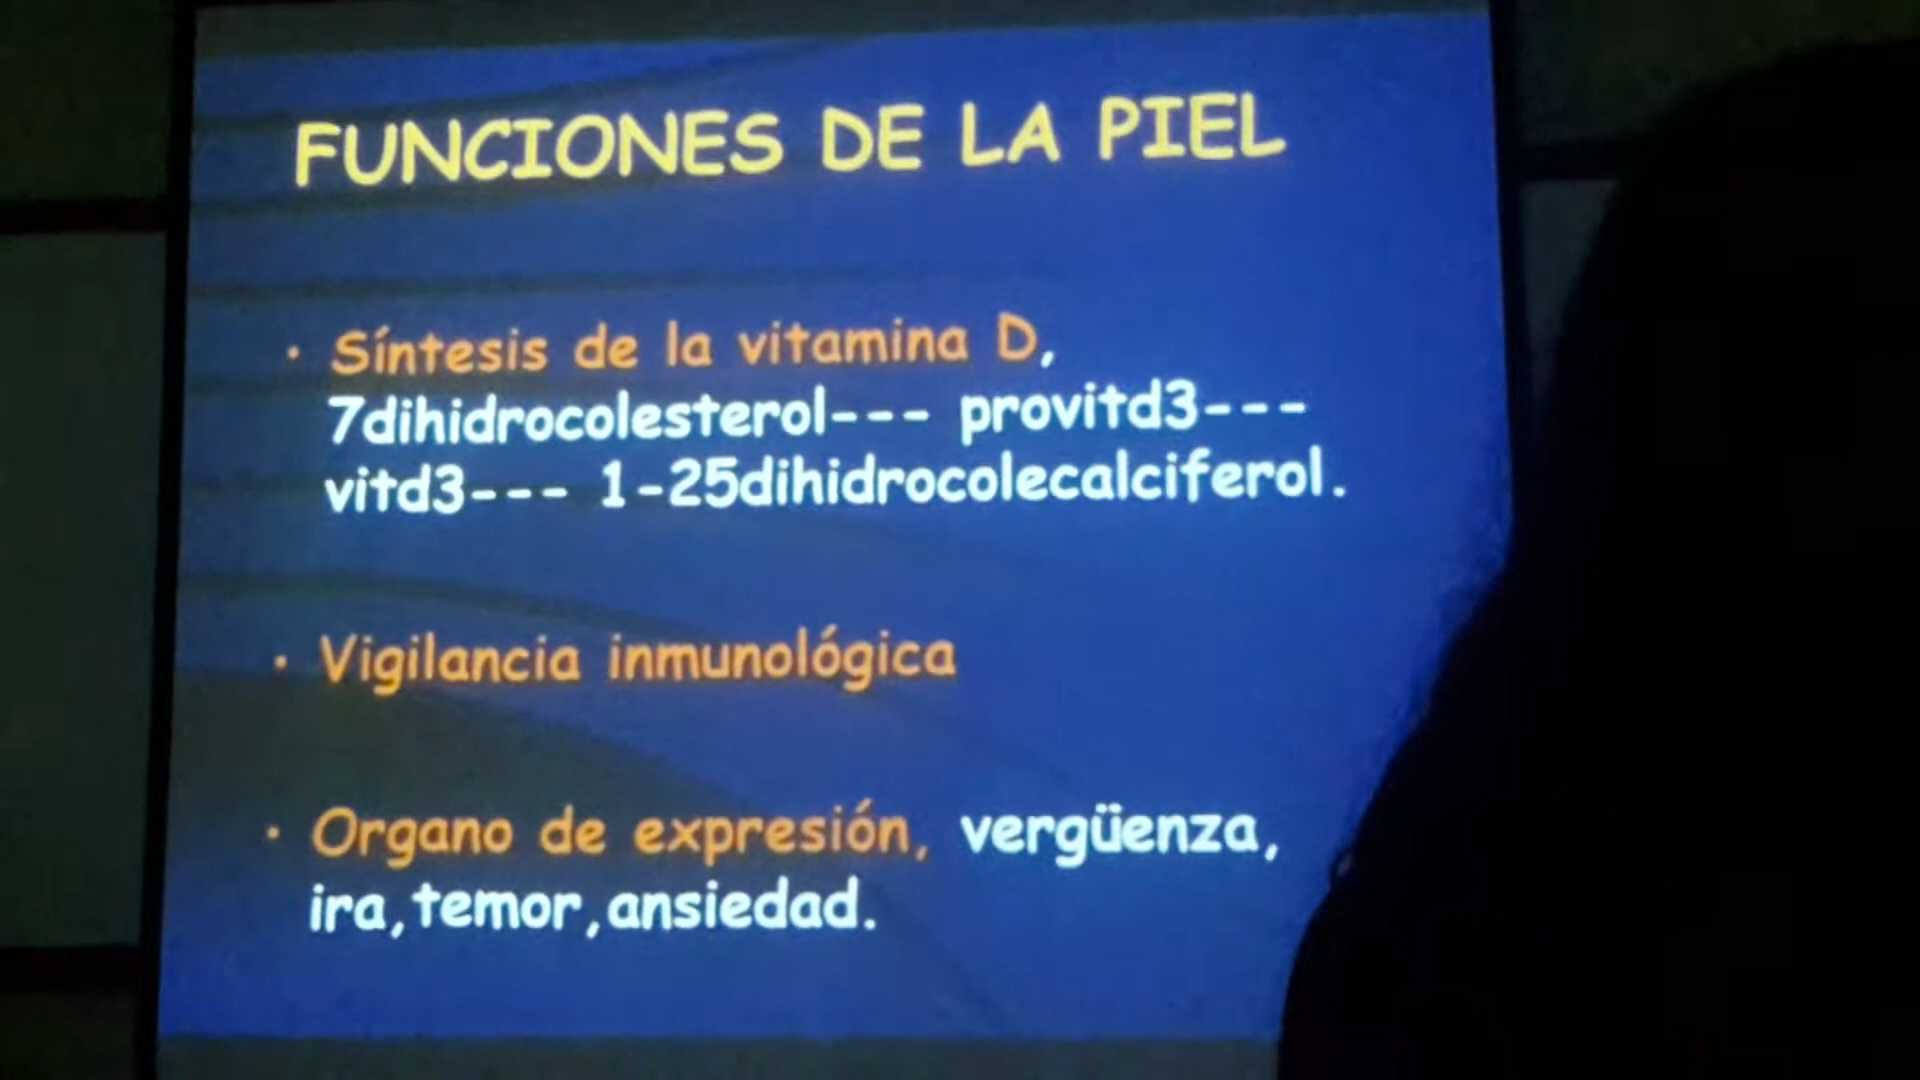 FUNCIONES DE LA PIEL
· Síntesis de la vitamina D,
7dihidrocolesterol--- provitd3---
vitd3--- 1-25dihidrocolecalciferol.
· Vigilancia inmunológica
· Organo de expresión, vergüenza,
ira,temor,ansiedad.